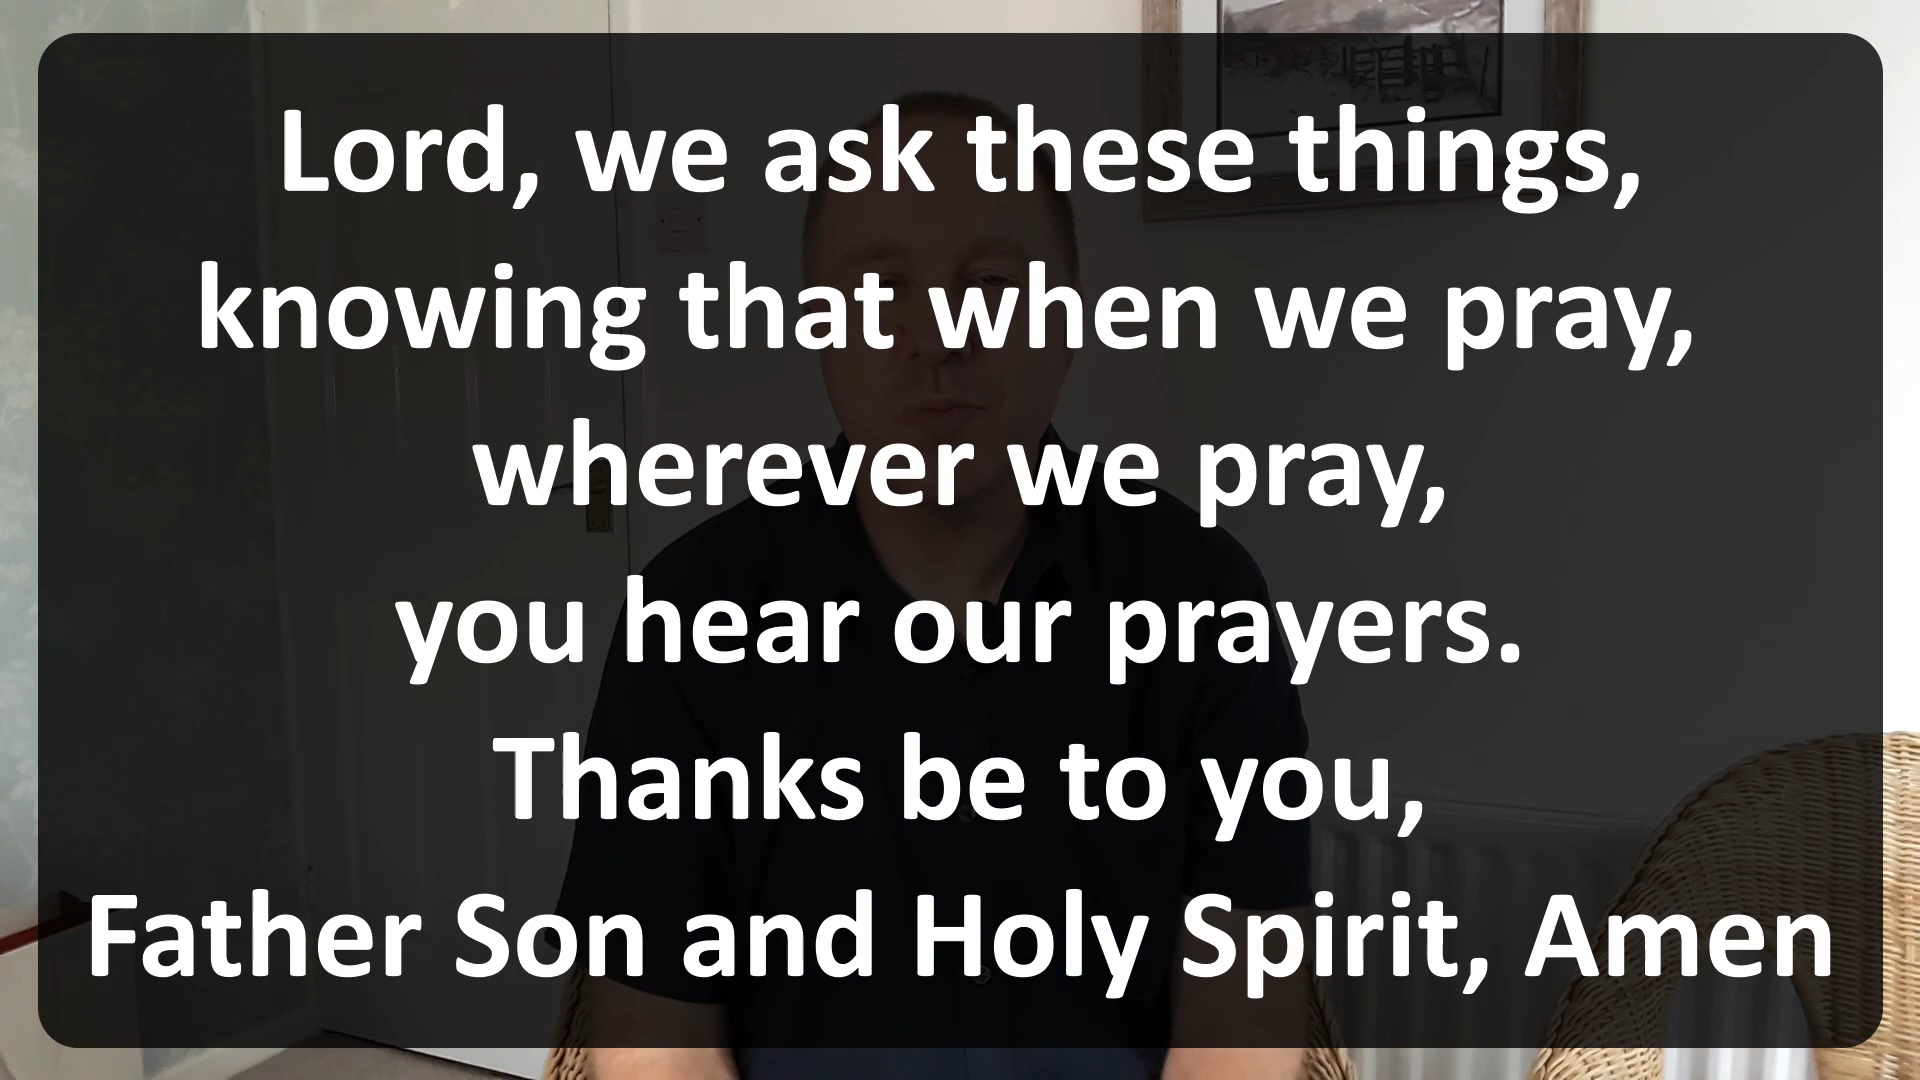 Lord, we ask these things,
knowing that when we pray,
wherever we pray,
you hear our prayers.
Thanks be to you,
Father Son and Holy Spirit, Amen